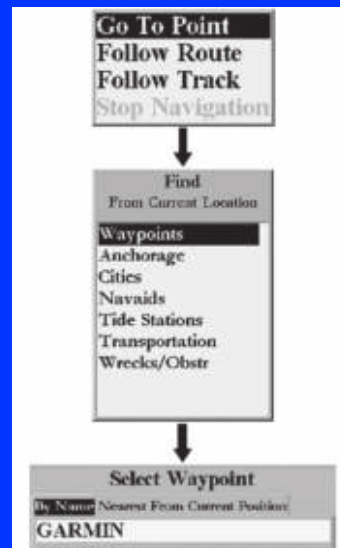 Go To Point
Follow Route
Follow Track
Stop Navigation
Find
From Current Location
Waypoints
Anchorage
Cities
Navaids
Tide Stations
Transportation
Wrecks/Obstr
Select Waypoint
By Name Nearest From Current Position
GARMIN